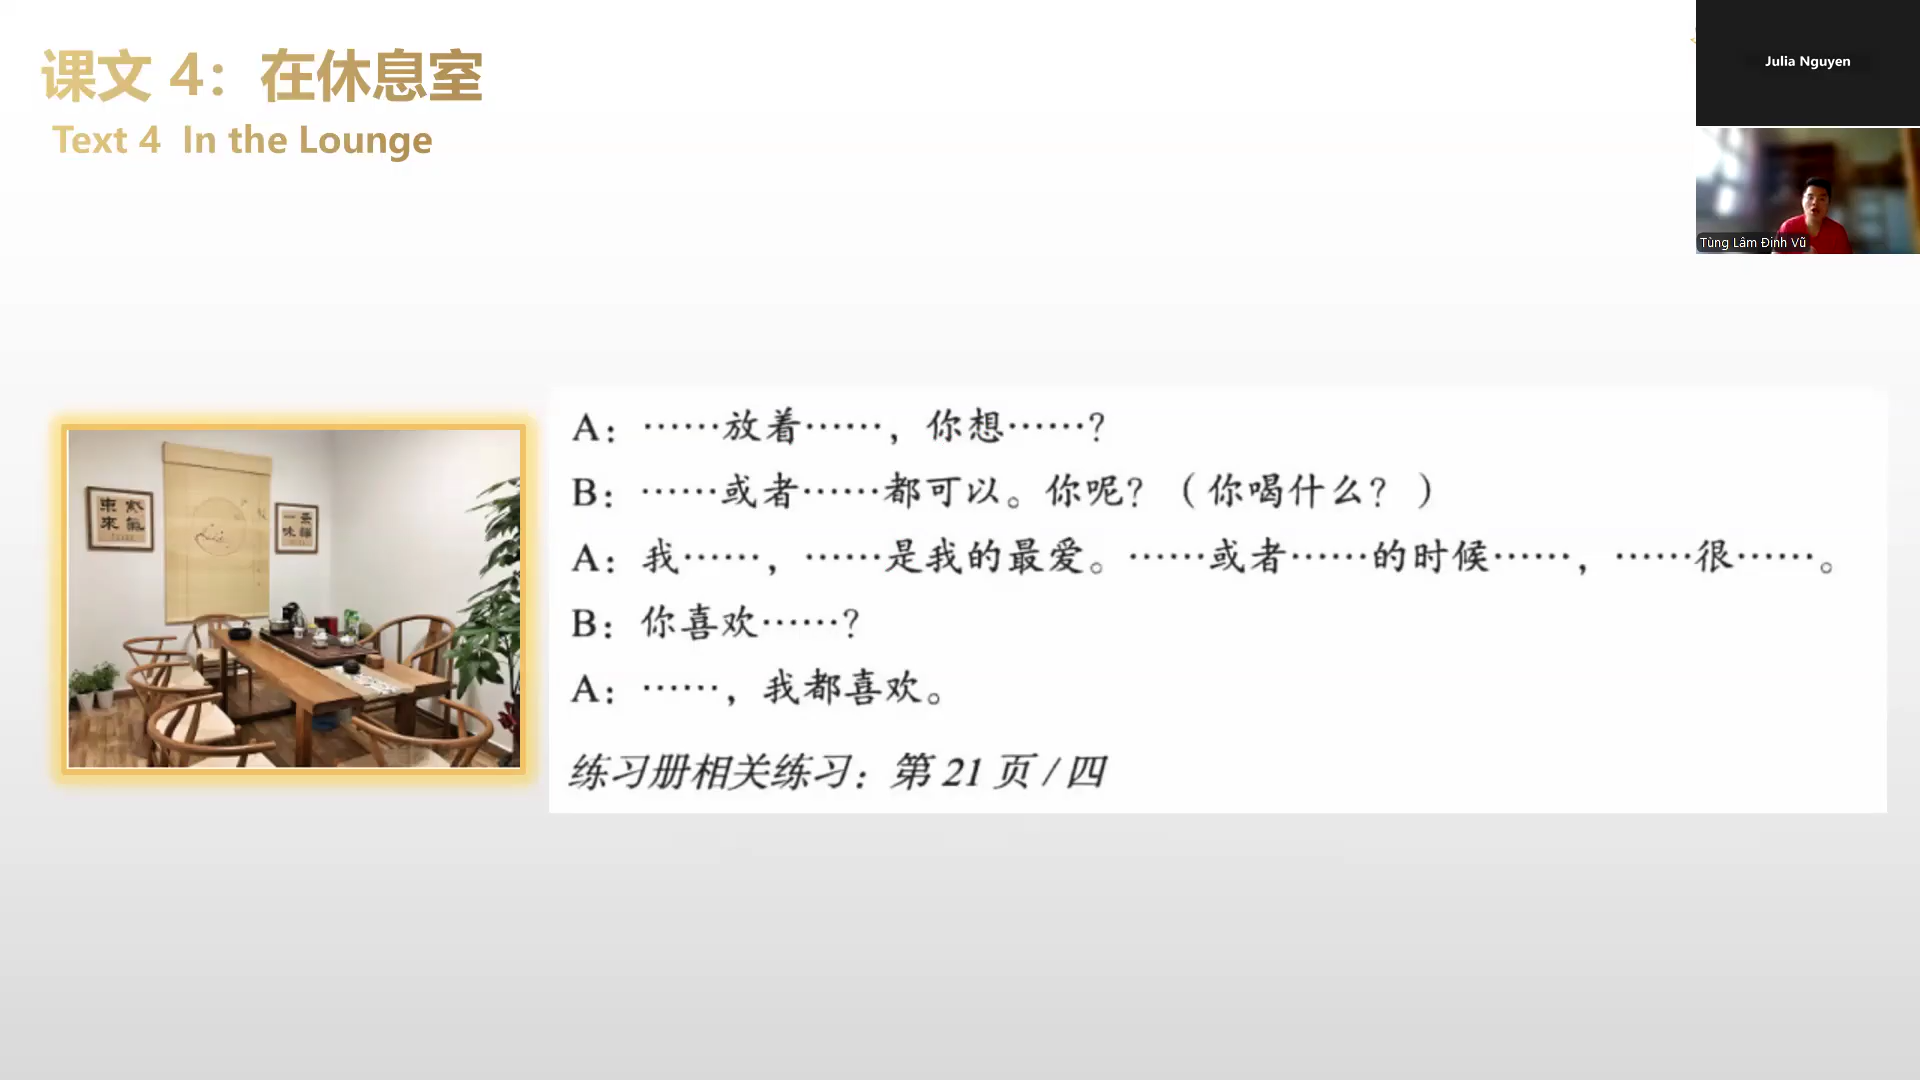 课文 4：在休息室
Text 4 In the Lounge
Julia Nguyen
Tùng Lâm Đinh Vũ
A：……放着……，你想……?
B：……或者……都可以。你呢? （你喝什么? ）
A：我……，……是我的最爱。……或者……的时候……，……很……。
B：你喜欢……?
A：……，我都喜欢。
练习册相关练习：第 21 页 / 四